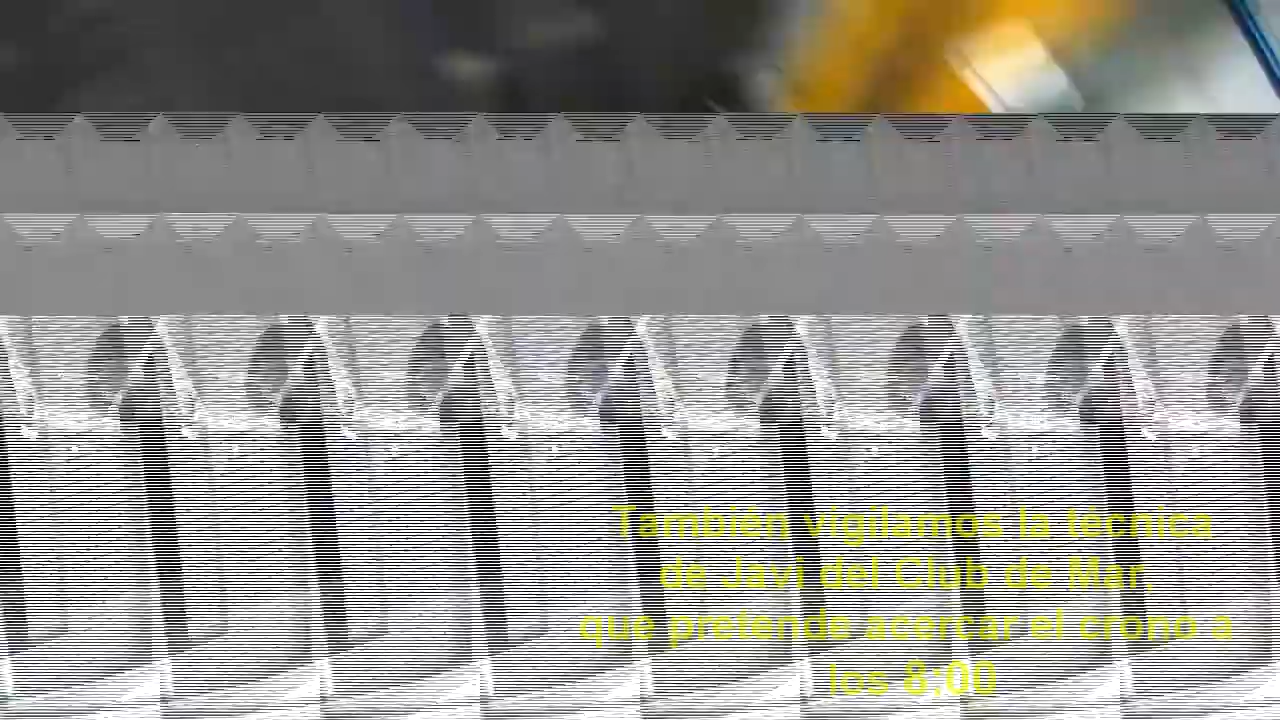 También vigilamos la técnica
de Javi del Club de Mar,
que pretende acercar el crono a
los 8:00